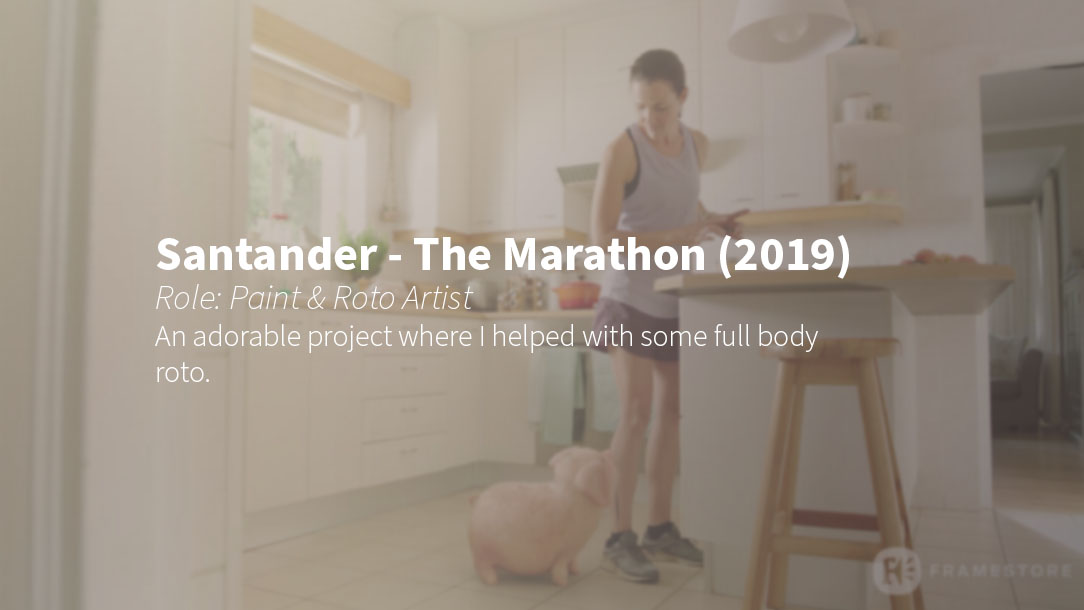 Santander - The Marathon (2019)
Role: Paint & Roto Artist
An adorable project where I helped with some full body
roto.
FRAMESTORE